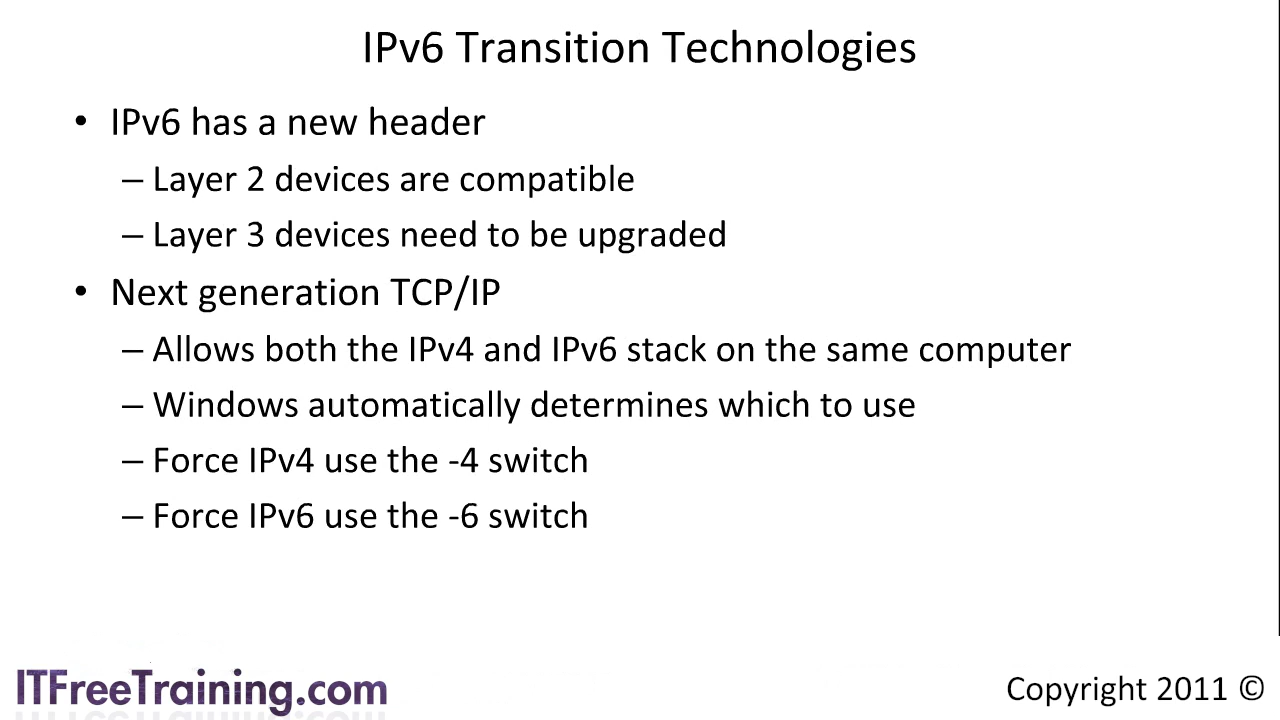 IPv6 Transition Technologies
• IPv6 has a new header
– Layer 2 devices are compatible
– Layer 3 devices need to be upgraded
• Next generation TCP/IP
– Allows both the IPv4 and IPv6 stack on the same computer
– Windows automatically determines which to use
– Force IPv4 use the -4 switch
– Force IPv6 use the -6 switch
ITFreeTraining.com
Copyright 2011 ©